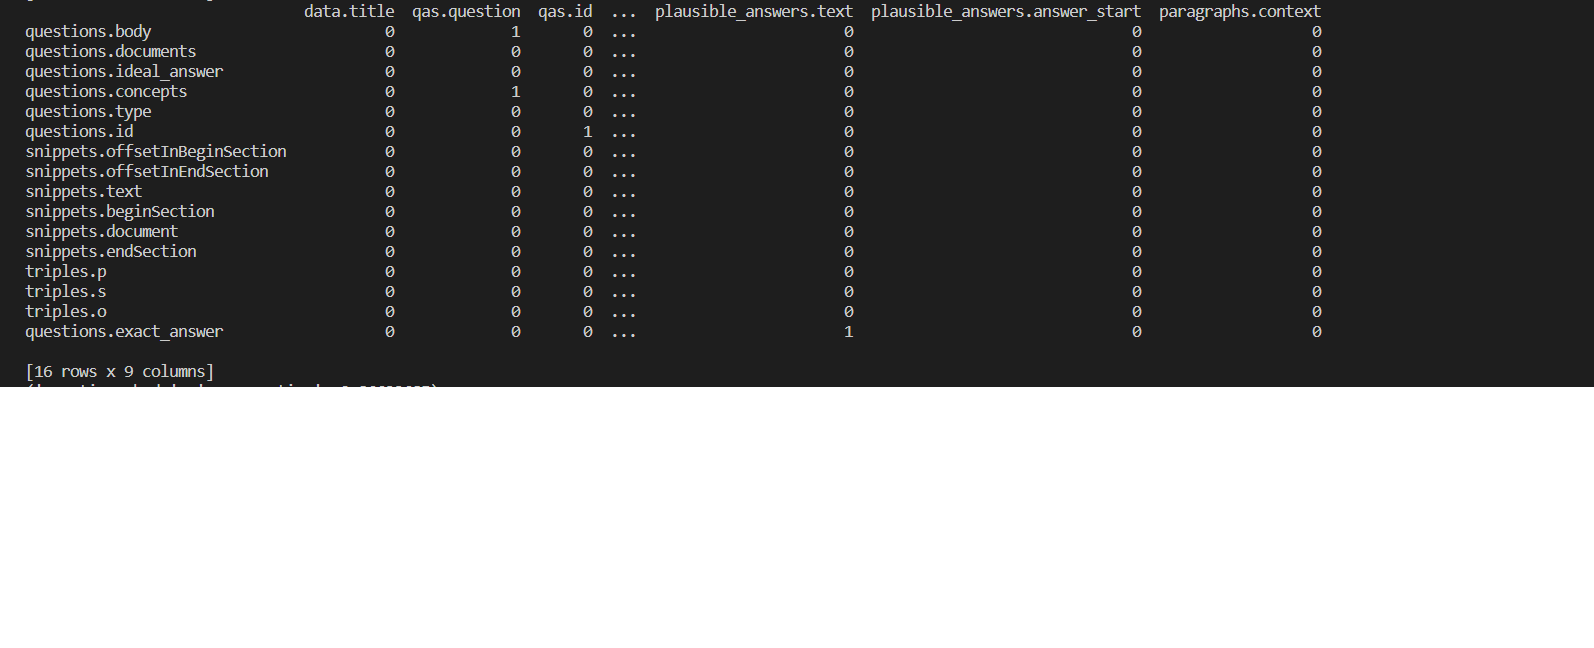 data.title qas.question qas.id ... plausible_answers.text plausible_answers.answer_start paragraphs.context
questions.body 0 1 0 ... 0 0 0
questions.documents 0 0 0 ... 0 0 0
questions.ideal_answer 0 0 0 ... 0 0 0
questions.concepts 0 1 0 ... 0 0 0
questions.type 0 0 0 ... 0 0 0
questions.id 0 0 1 ... 0 0 0
snippets.offsetInBeginSection 0 0 0 ... 0 0 0
snippets.offsetInEndSection 0 0 0 ... 0 0 0
snippets.text 0 0 0 ... 0 0 0
snippets.beginSection 0 0 0 ... 0 0 0
snippets.document 0 0 0 ... 0 0 0
snippets.endSection 0 0 0 ... 0 0 0
triples.p 0 0 0 ... 0 0 0
triples.s 0 0 0 ... 0 0 0
triples.o 0 0 0 ... 0 0 0
questions.exact_answer 0 0 0 ... 1 0 0
[16 rows x 9 columns]